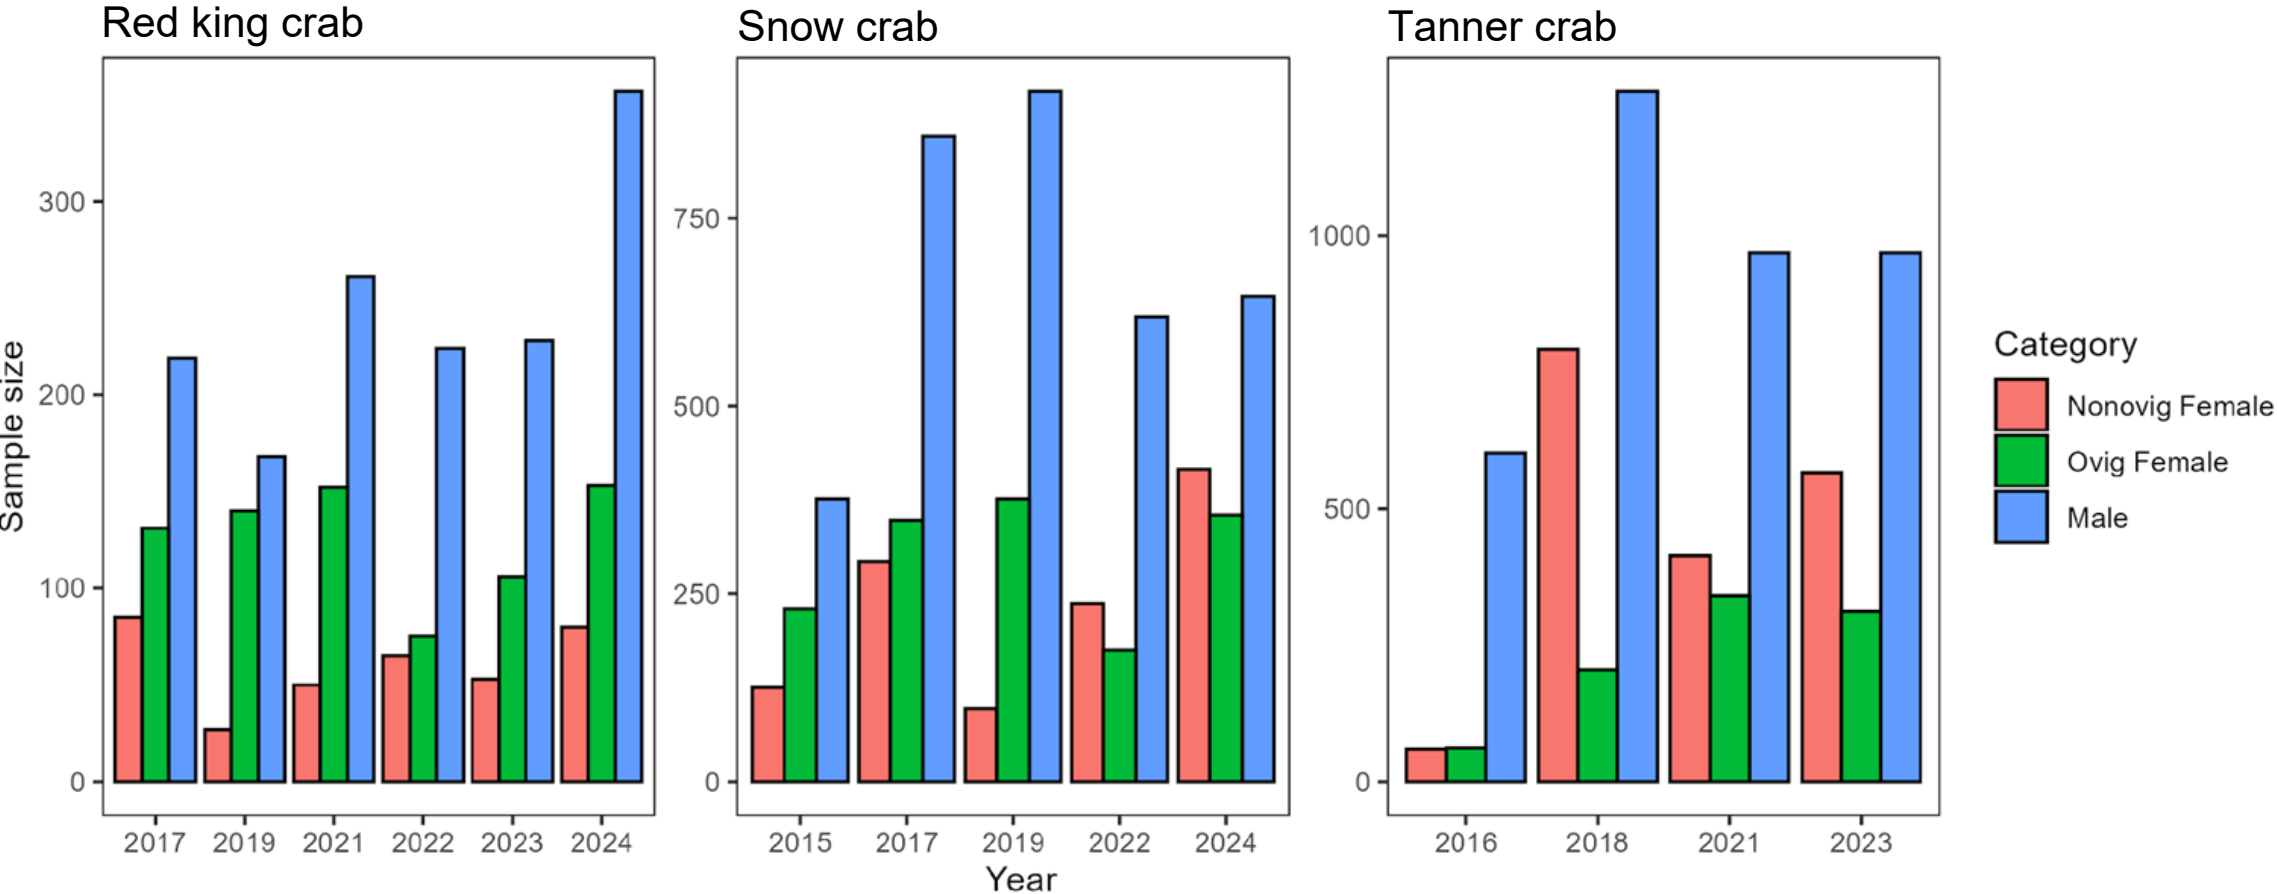 Red king crab
Snow crab
Tanner crab
Sample size
300
200
100
0
2017 2019 2021 2022 2023 2024
750
500
250
0
2015 2017 2019 2022 2024
1000
500
0
2016 2018 2021 2023
Year
Category
Nonovig Female
Ovig Female
Male